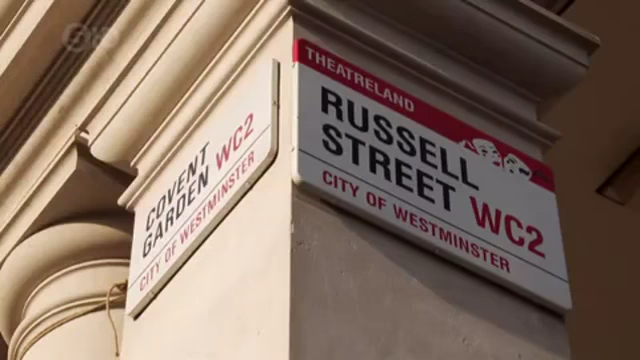 COVENT
GARDEN WC2
CITY OF WESTMINSTER
THEATRELAND
RUSSELL
STREET WC2
CITY OF WESTMINSTER